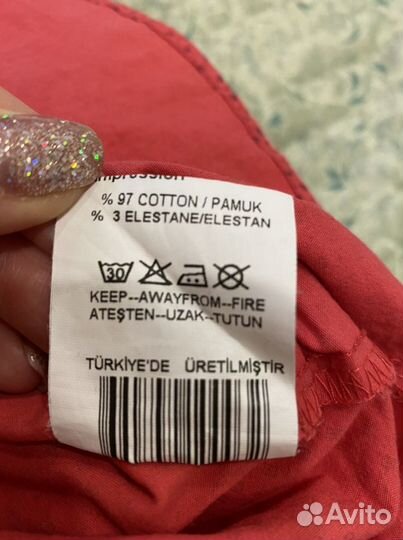 % 97 COTTON / PAMUK
% 3 ELESTANE/ELESTAN
30
KEEP--AWAYFROM--FIRE
ATEŞTEN--UZAK--TUTUN
TÜRKİYE'DE ÜRETİLMİŞTİR
Avito